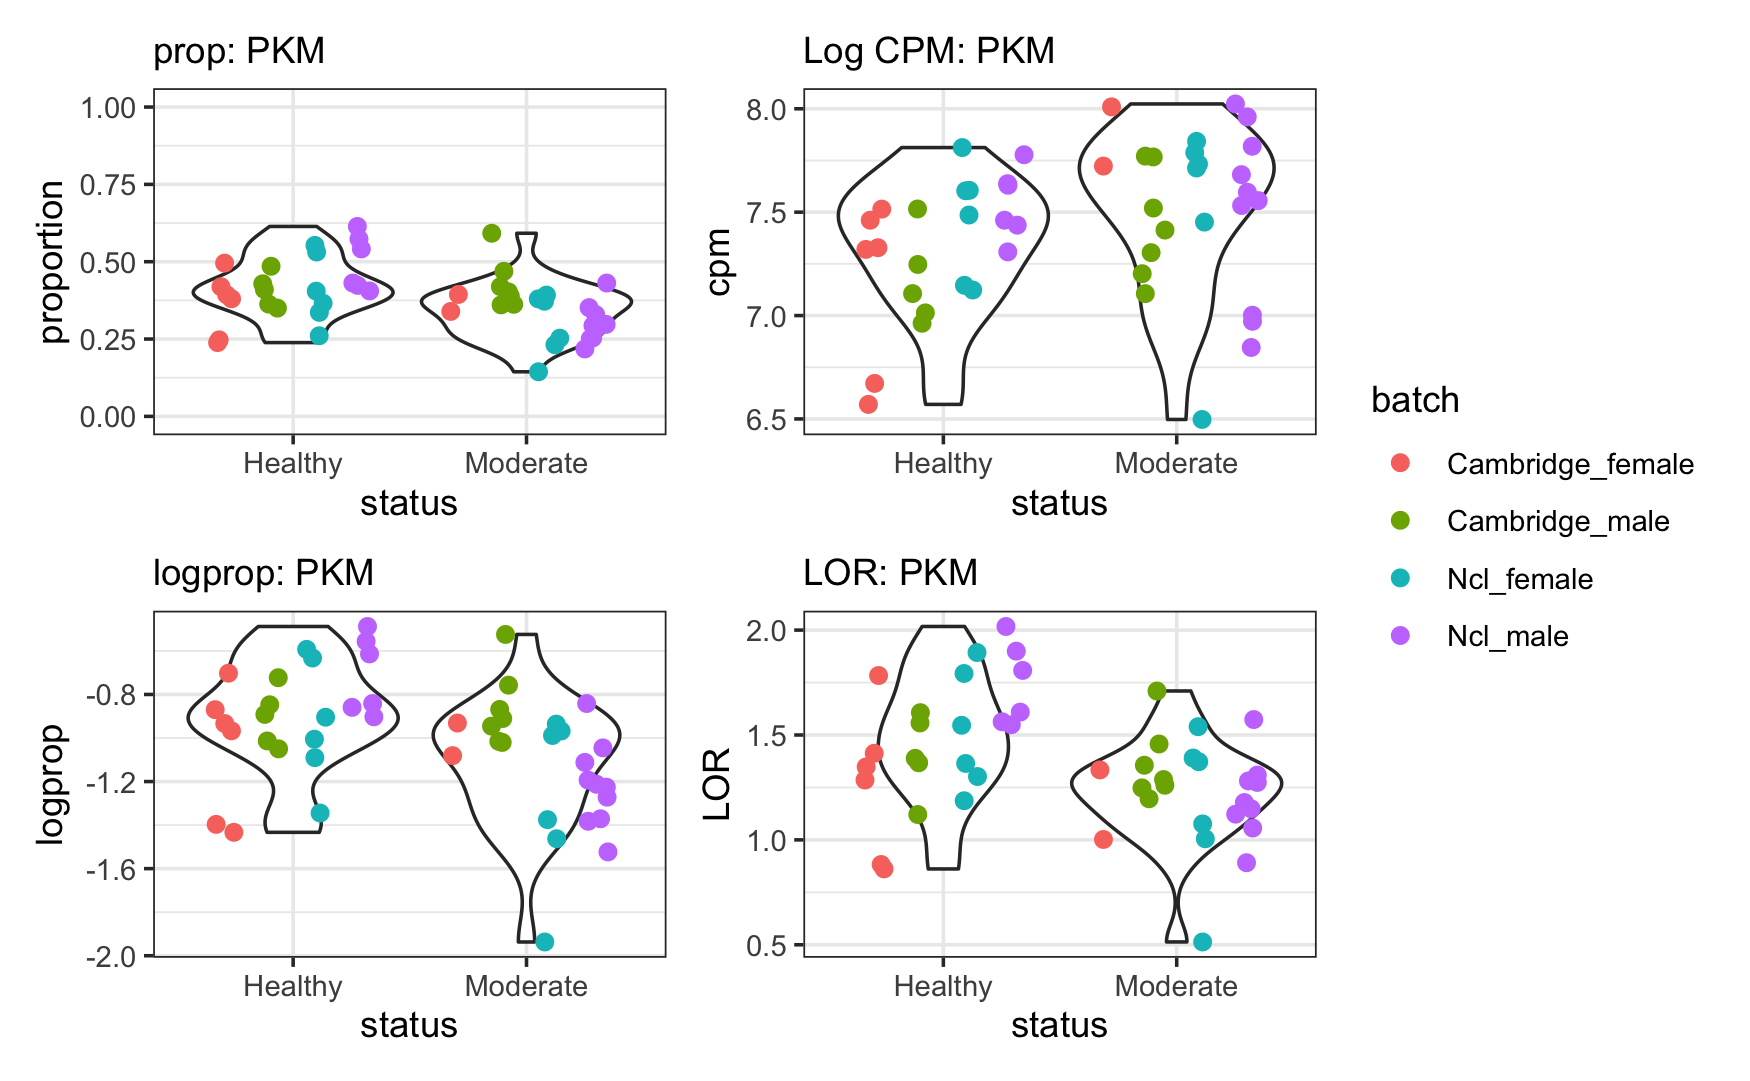 prop: PKM
1.00
0.75
0.50
0.25
0.00
proportion
Healthy
Moderate
status
Log CPM: PKM
8.0
7.5
7.0
6.5
cpm
Healthy
Moderate
status
logprop: PKM
-0.8
-1.2
-1.6
-2.0
logprop
Healthy
Moderate
status
LOR: PKM
2.0
1.5
1.0
0.5
LOR
Healthy
Moderate
status
batch
Cambridge_female
Cambridge_male
Ncl_female
Ncl_male